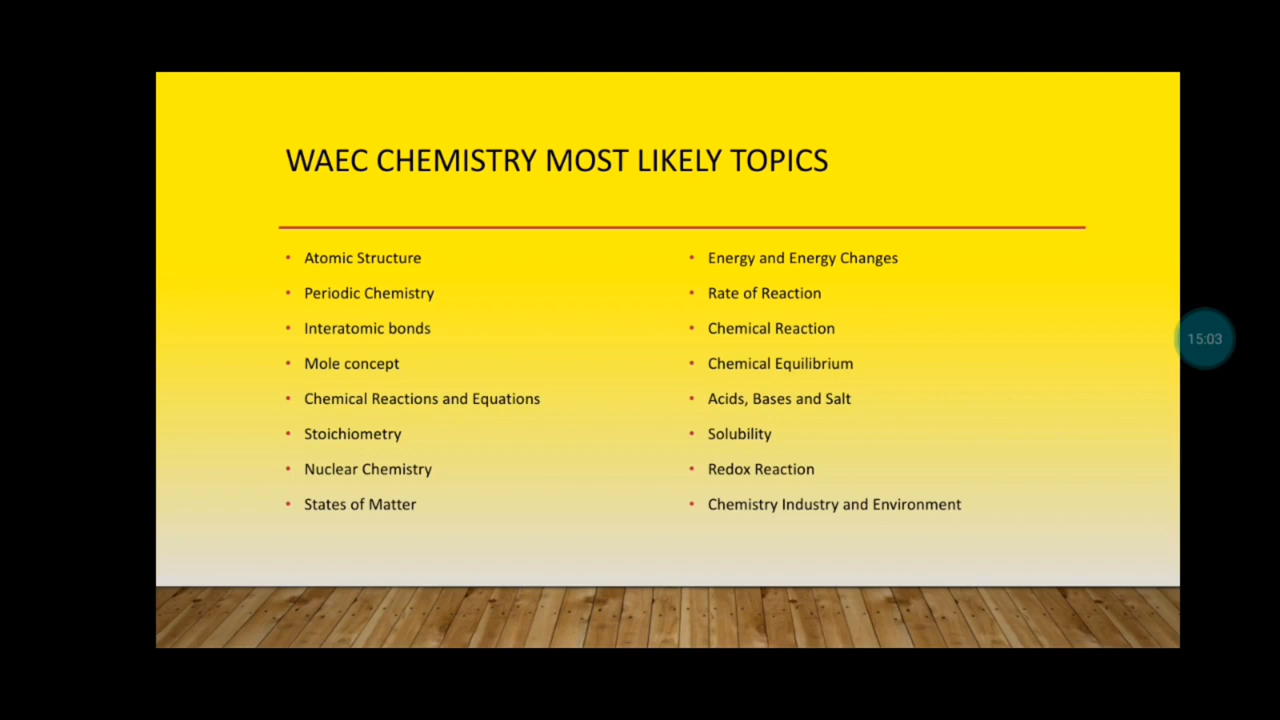 WAEC CHEMISTRY MOST LIKELY TOPICS
• Atomic Structure
• Periodic Chemistry
• Interatomic bonds
• Mole concept
• Chemical Reactions and Equations
• Stoichiometry
• Nuclear Chemistry
• States of Matter
• Energy and Energy Changes
• Rate of Reaction
• Chemical Reaction
• Chemical Equilibrium
• Acids, Bases and Salt
• Solubility
• Redox Reaction
• Chemistry Industry and Environment
15:03